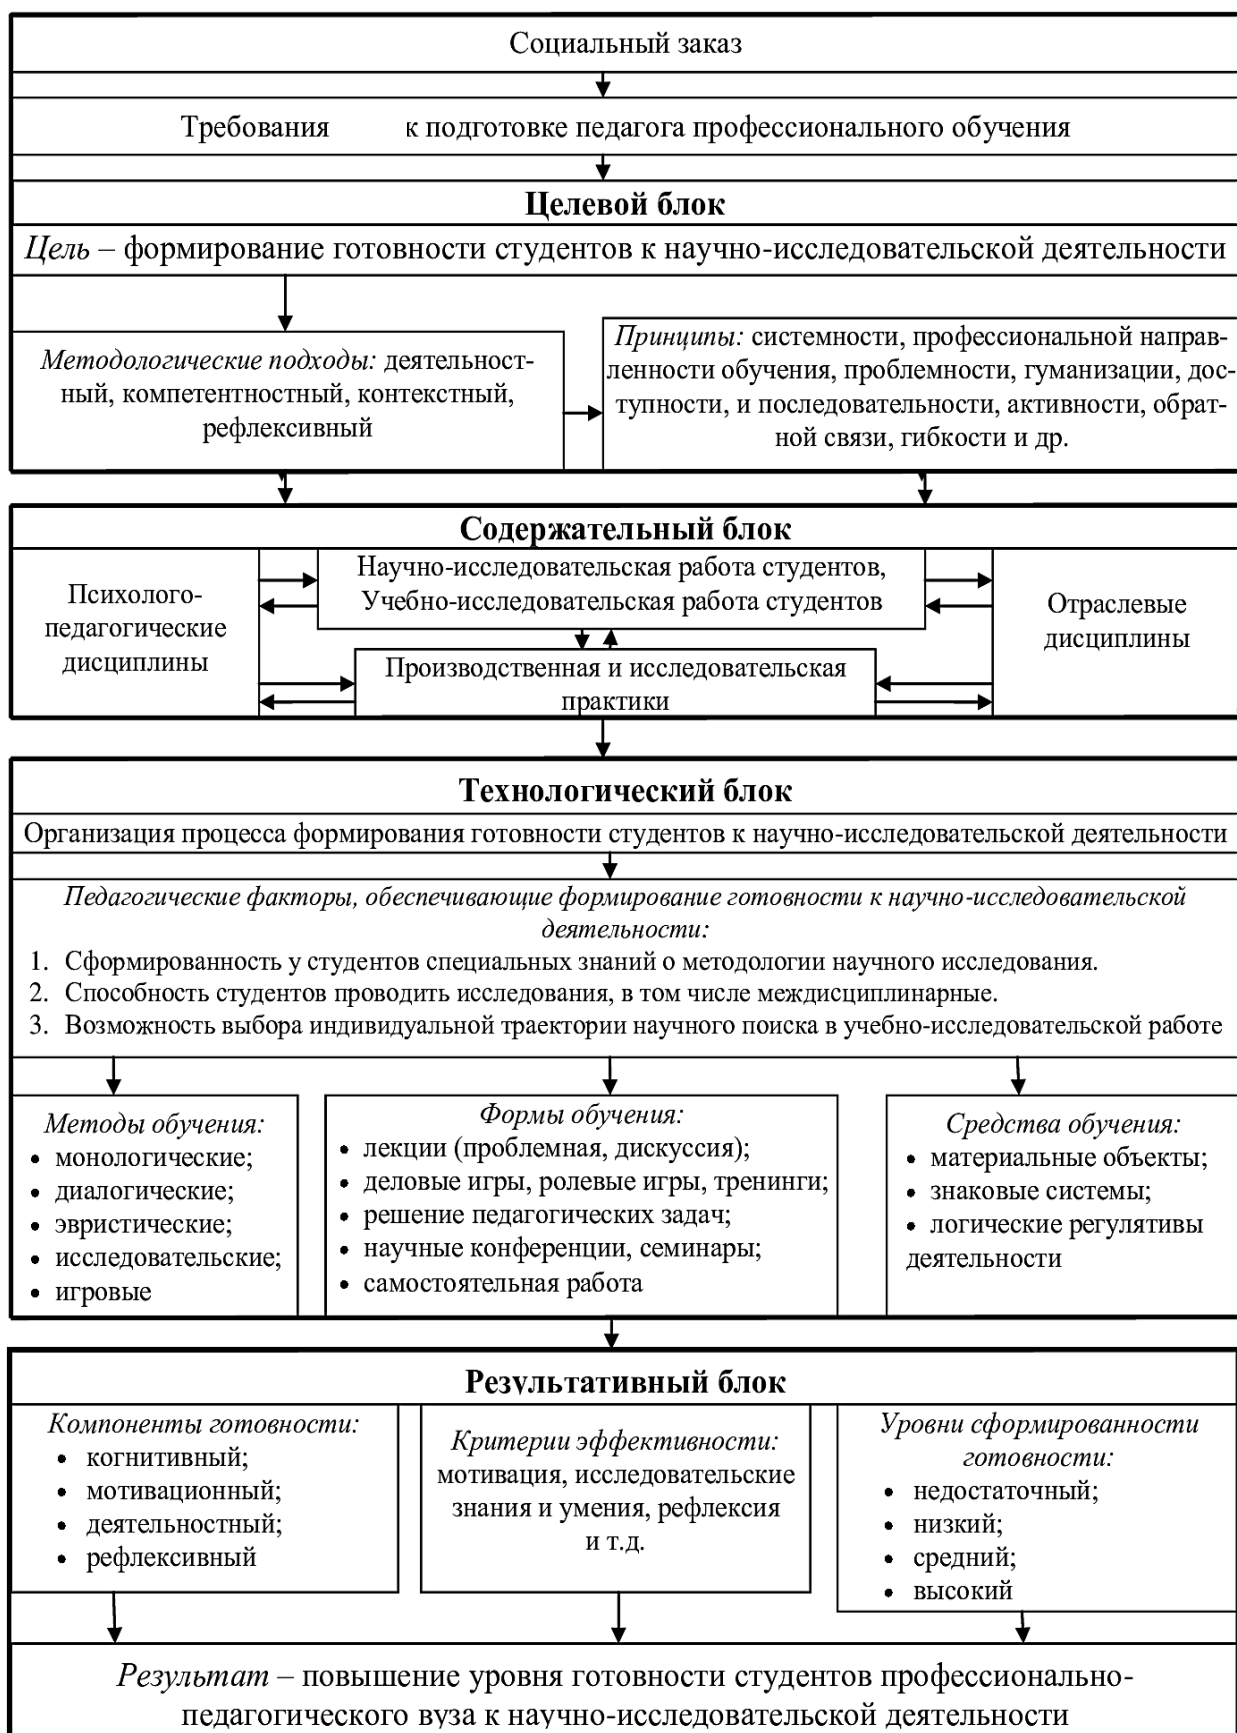 Социальный заказ
Требования к подготовке педагога профессионального обучения
Целевой блок
Цель – формирование готовности студентов к научно-исследовательской деятельности
Методологические подходы: деятельност-
ный, компетентностный, контекстный,
рефлексивный
Принципы: системности, профессиональной направ-
ленности обучения, проблемности, гуманизации, дос-
тупности, и последовательности, активности, обрат-
ной связи, гибкости и др.
Содержательный блок
Психолого-
педагогические
дисциплины
Научно-исследовательская работа студентов,
Учебно-исследовательская работа студентов
Производственная и исследовательская
практики
Отраслевые
дисциплины
Технологический блок
Организация процесса формирования готовности студентов к научно-исследовательской деятельности
Педагогические факторы, обеспечивающие формирование готовности к научно-исследовательской
деятельности:
1. Сформированность у студентов специальных знаний о методологии научного исследования.
2. Способность студентов проводить исследования, в том числе междисциплинарные.
3. Возможность выбора индивидуальной траектории научного поиска в учебно-исследовательской работе
Методы обучения:
• монологические;
• диалогические;
• эвристические;
• исследовательские;
• игровые
Формы обучения:
• лекции (проблемная, дискуссия);
• деловые игры, ролевые игры, тренинги;
• решение педагогических задач;
• научные конференции, семинары;
• самостоятельная работа
Средства обучения:
• материальные объекты;
• знаковые системы;
• логические регулятивы
деятельности
Результативный блок
Компоненты готовности:
• когнитивный;
• мотивационный;
• деятельностный;
• рефлексивный
Критерии эффективности:
мотивация, исследовательские
знания и умения, рефлексия
и т.д.
Уровни сформированности
готовности:
• недостаточный;
• низкий;
• средний;
• высокий
Результат – повышение уровня готовности студентов профессионально-
педагогического вуза к научно-исследовательской деятельности